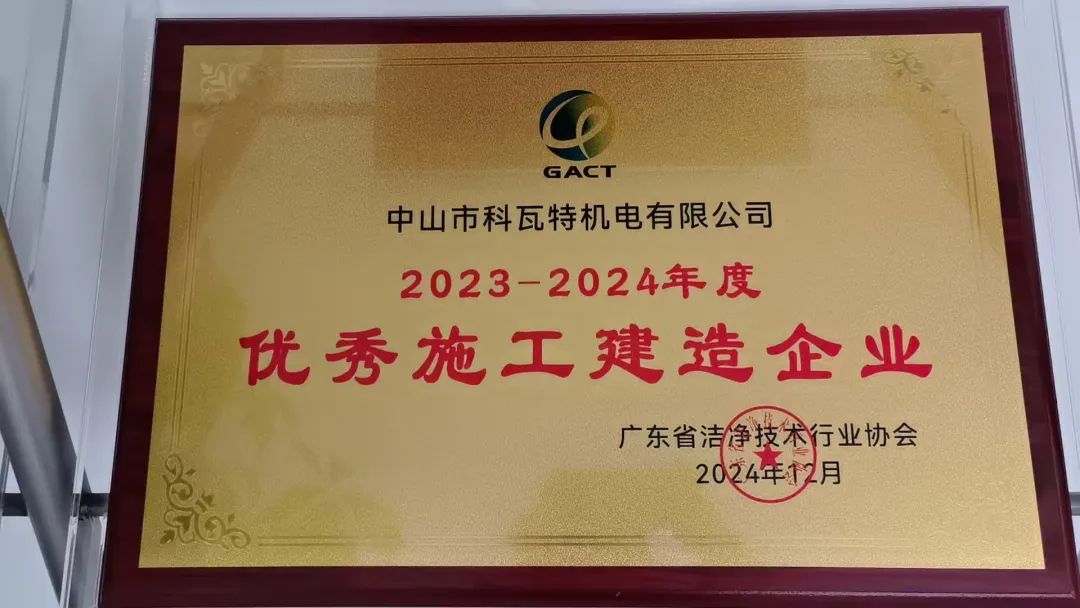 GACT
中山市科瓦特机电有限公司
2023-2024年度
优秀施工建造企业
广东省洁净技术行业协会
2024年12月